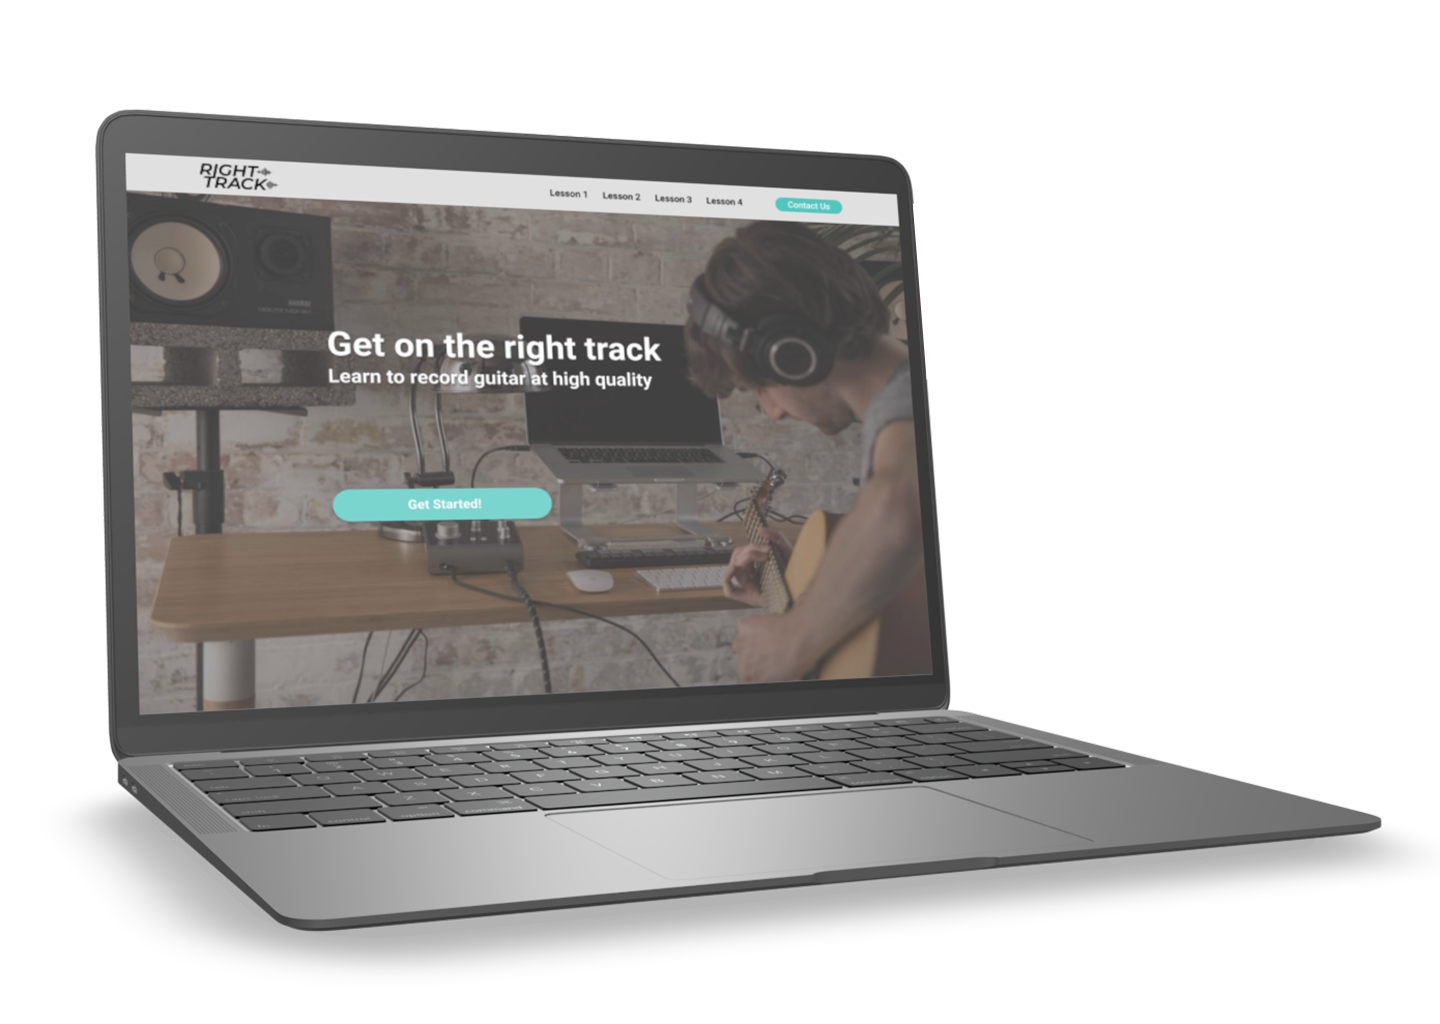 RIGHT
TRACK
Lesson 1 Lesson 2 Lesson 3 Lesson 4 Contact Us
Get on the right track
Learn to record guitar at high quality
Get Started!